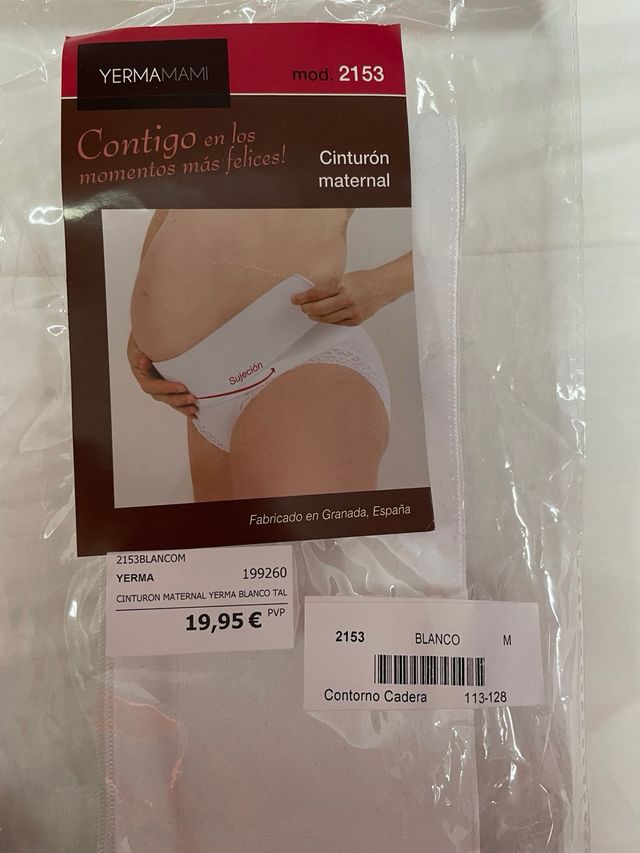 YERMAMAMI
mod. 2153
Contigo en los
momentos más felices!
Cinturón
maternal
Sujeción
Fabricado en Granada, España
2153BLANCOM
YERMA 199260
CINTURON MATERNAL YERMA BLANCO TAL
19,95 € PVP
2153 BLANCO M
Contorno Cadera 113-128